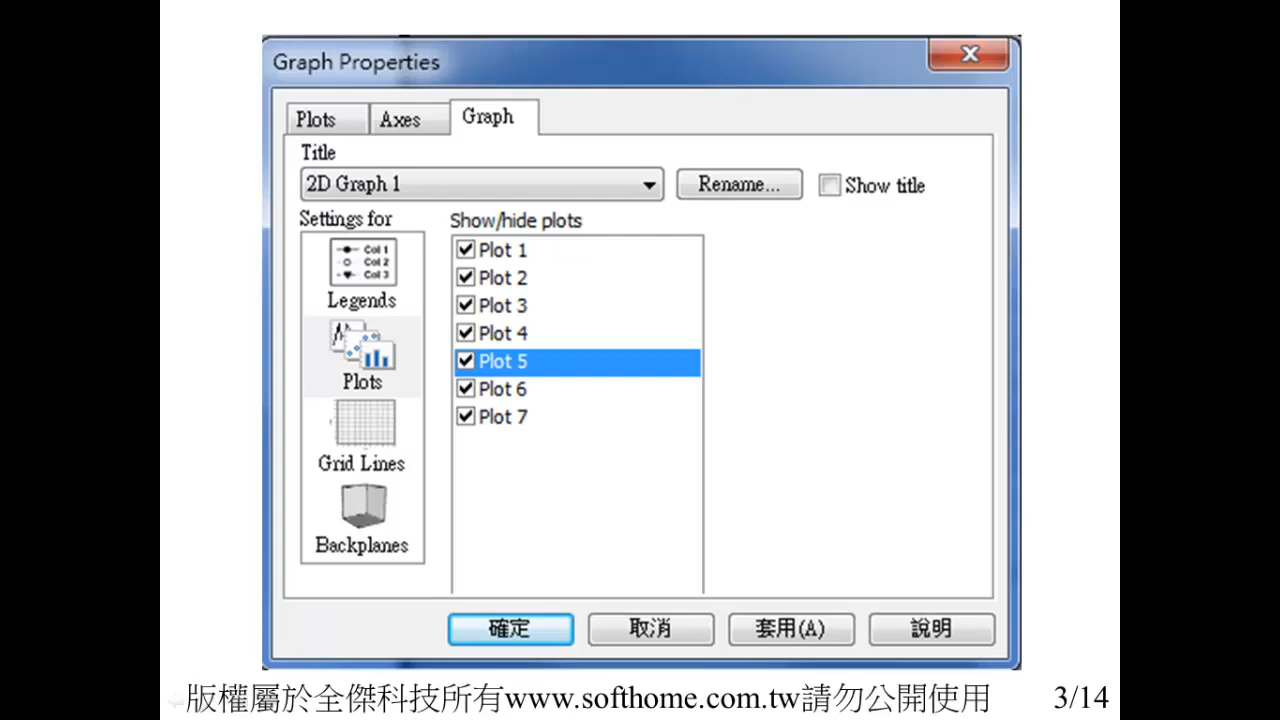 Graph Properties
Plots Axes Graph
Title
2D Graph 1 Rename... Show title
Settings for Show/hide plots
Col 1
Col 2
Col 3
Legends
Plots
Grid Lines
Backplanes
Plot 1
Plot 2
Plot 3
Plot 4
Plot 5
Plot 6
Plot 7
確定 取消 套用(A) 說明
版權屬於全傑科技所有www.softhome.com.tw請勿公開使用 3/14